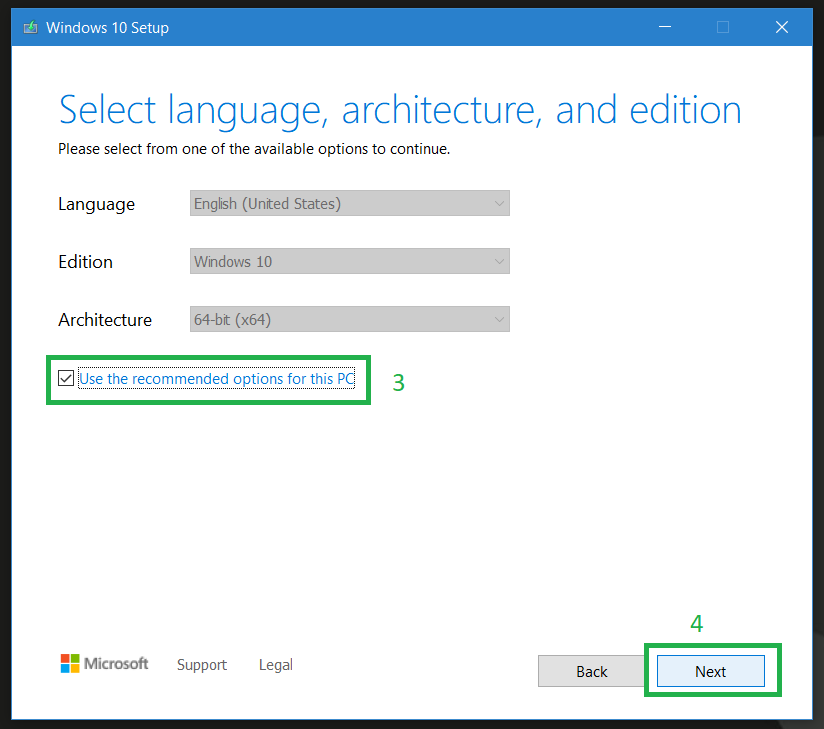 Windows 10 Setup
Select language, architecture, and edition
Please select from one of the available options to continue.
Language English (United States)
Edition Windows 10
Architecture 64-bit (x64)
Use the recommended options for this PC 3
4
Microsoft Support Legal Back Next